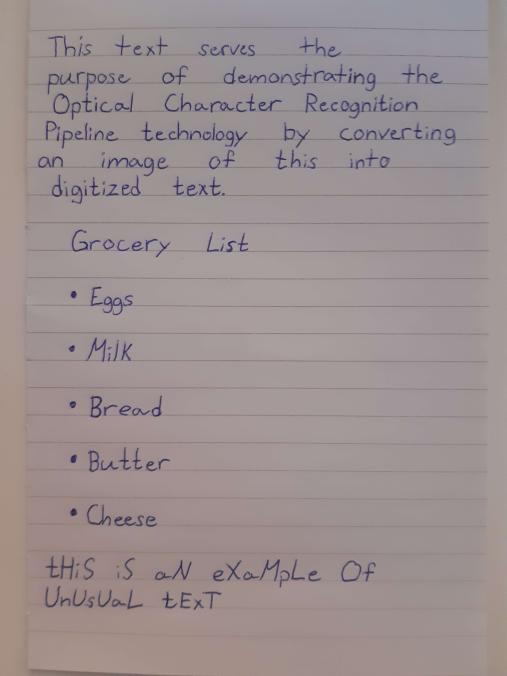 This text serves the
purpose of demonstrating the
Optical Character Recognition
Pipeline technology by converting
an image of this into
digitized text.
Grocery List
• Eggs
• Milk
• Bread
• Butter
• Cheese
tHiS iS aN eXaMpLe Of
UnUsUaL tExT